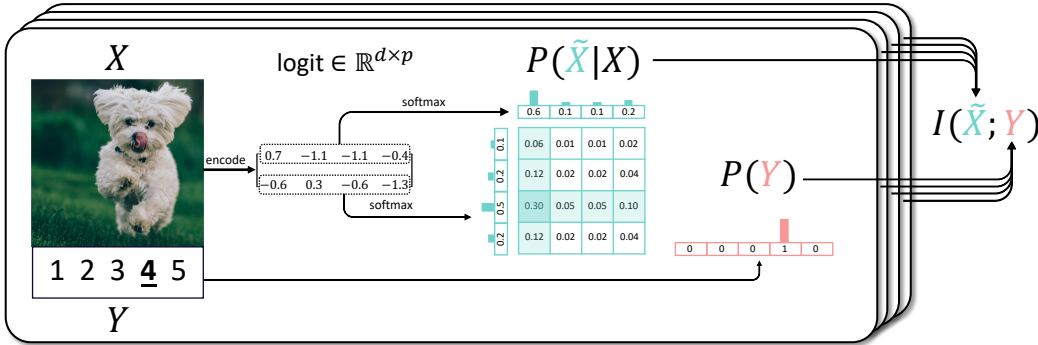 X
logit ∈ ℝ^{d×p}
P(X̃|X)
softmax
0.6 0.1 0.1 0.2
I(X̃; Y)
encode
0.7 −1.1 −1.1 −0.4
−0.6 0.3 −0.6 −1.3
softmax
0.1 0.06 0.01 0.01 0.02
0.2 0.12 0.02 0.02 0.04
0.5 0.30 0.05 0.05 0.10
0.2 0.12 0.02 0.02 0.04
P(Y)
0 0 0 1 0
1 2 3 4 5
Y